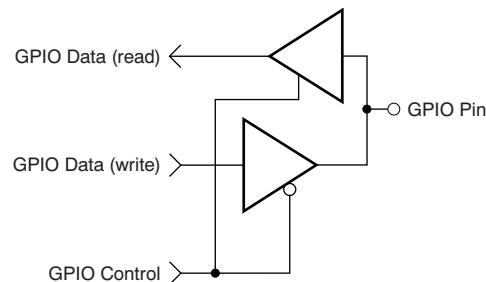 GPIO Data (read)
GPIO Pin
GPIO Data (write)
GPIO Control